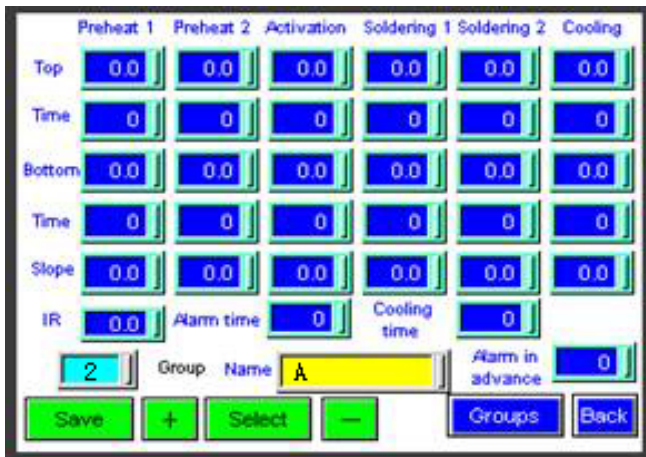 Preheat 1 Preheat 2 Activation Soldering 1 Soldering 2 Cooling
Top 0.0 0.0 0.0 0.0 0.0 0.0
Time 0 0 0 0 0 0
Bottom 0.0 0.0 0.0 0.0 0.0 0.0
Time 0 0 0 0 0 0
Slope 0.0 0.0 0.0 0.0 0.0 0.0
IR 0.0 Alarm time 0 Cooling time 0
2 Group Name A Alarm in advance 0
Save + Select — Groups Back